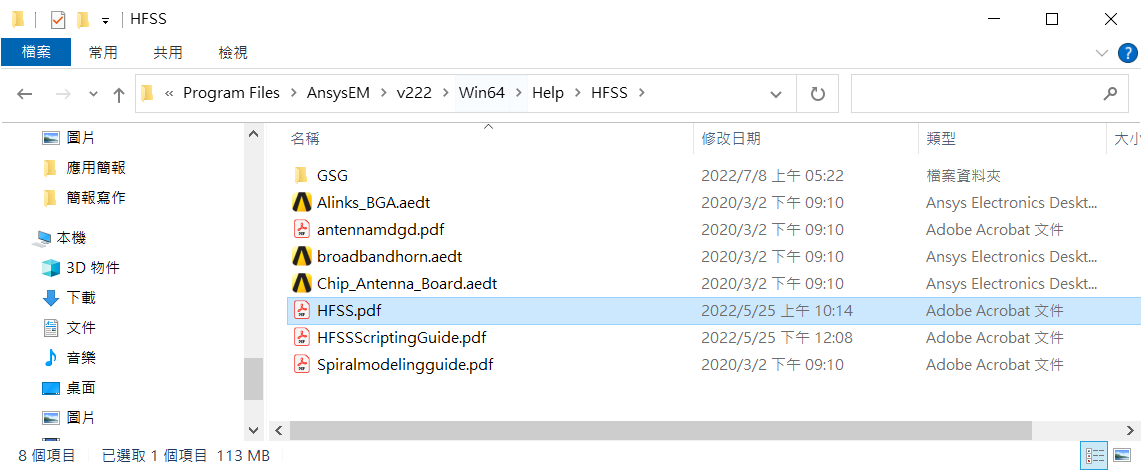 HFSS
檔案 常用 共用 檢視
« Program Files > AnsysEM > v222 > Win64 > Help > HFSS >
圖片
應用簡報
簡報寫作
本機
3D 物件
下載
文件
音樂
桌面
圖片
名稱 修改日期 類型 大小
GSG 2022/7/8 上午 05:22 檔案資料夾
Alinks_BGA.aedt 2020/3/2 下午 09:10 Ansys Electronics Deskt...
antennamdgd.pdf 2020/3/2 下午 09:10 Adobe Acrobat 文件
broadbandhorn.aedt 2020/3/2 下午 09:10 Ansys Electronics Deskt...
Chip_Antenna_Board.aedt 2020/3/2 下午 09:10 Ansys Electronics Deskt...
HFSS.pdf 2022/5/25 上午 10:14 Adobe Acrobat 文件
HFSSScriptingGuide.pdf 2022/5/25 下午 12:08 Adobe Acrobat 文件
Spiralmodelingguide.pdf 2020/3/2 下午 09:10 Adobe Acrobat 文件
8 個項目 已選取 1 個項目 113 MB